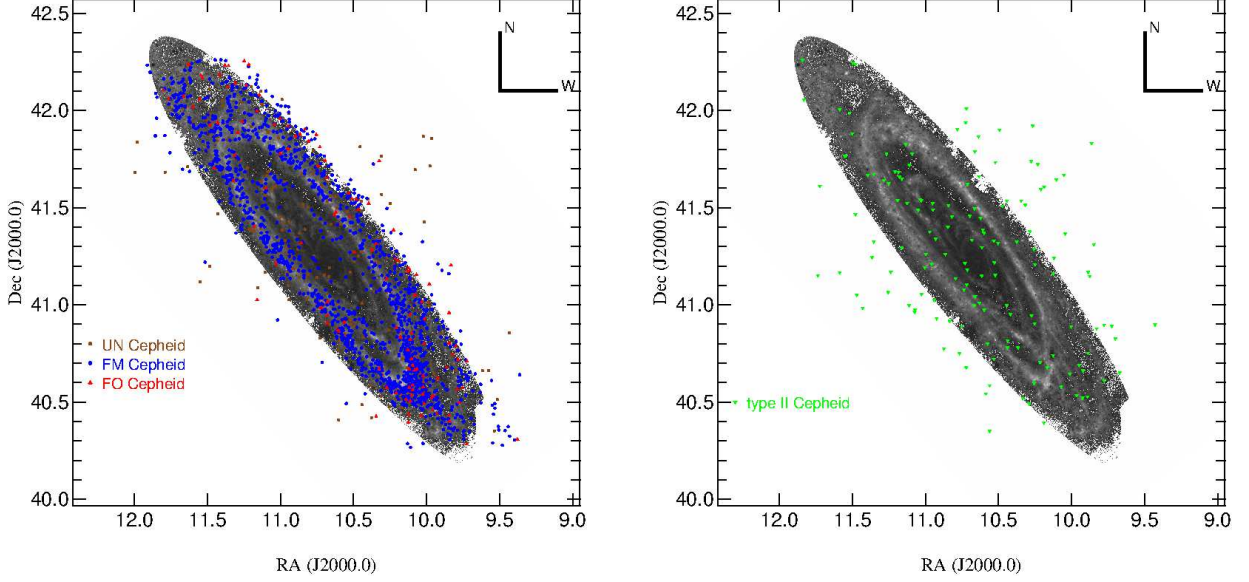 42.5
42.0
41.5
41.0
40.5
40.0
Dec (J2000.0)
N
W
UN Cepheid
FM Cepheid
FO Cepheid
12.0 11.5 11.0 10.5 10.0 9.5 9.0
RA (J2000.0)
42.5
42.0
41.5
41.0
40.5
40.0
Dec (J2000.0)
N
W
type II Cepheid
12.0 11.5 11.0 10.5 10.0 9.5 9.0
RA (J2000.0)